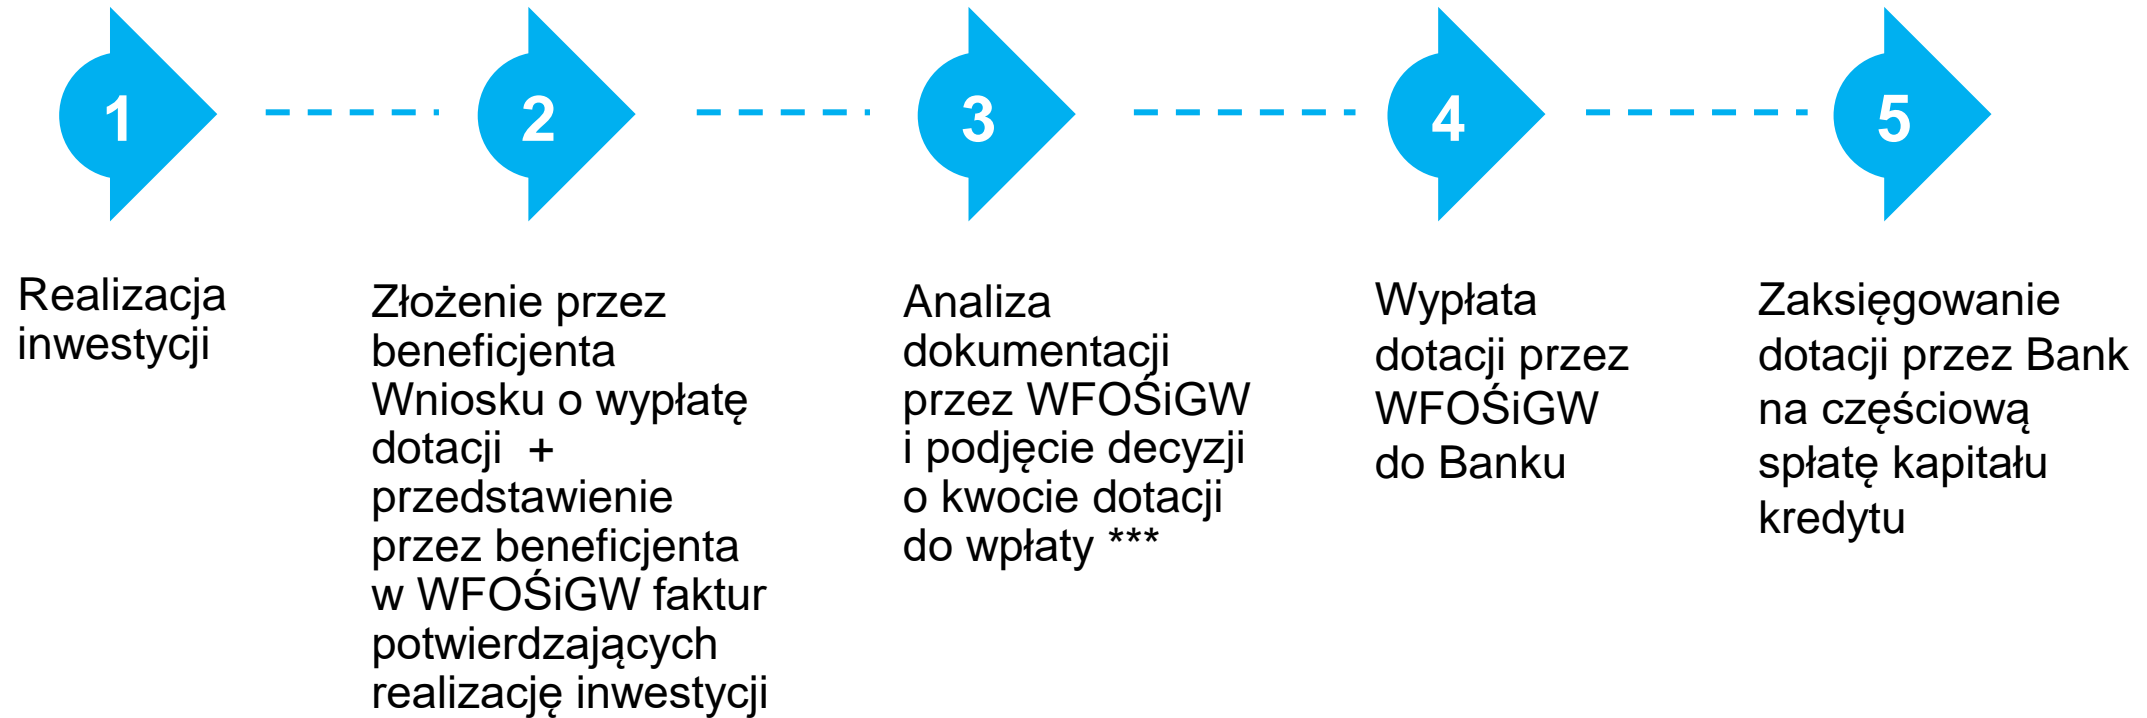 1
2
3
4
5
Realizacja
inwestycji
Złożenie przez
beneficjenta
Wniosku o wypłatę
dotacji +
przedstawienie
przez beneficjenta
w WFOŚiGW faktur
potwierdzających
realizację inwestycji
Analiza
dokumentacji
przez WFOŚiGW
i podjęcie decyzji
o kwocie dotacji
do wpłaty ***
Wypłata
dotacji przez
WFOŚiGW
do Banku
Zaksięgowanie
dotacji przez Bank
na częściową
spłatę kapitału
kredytu